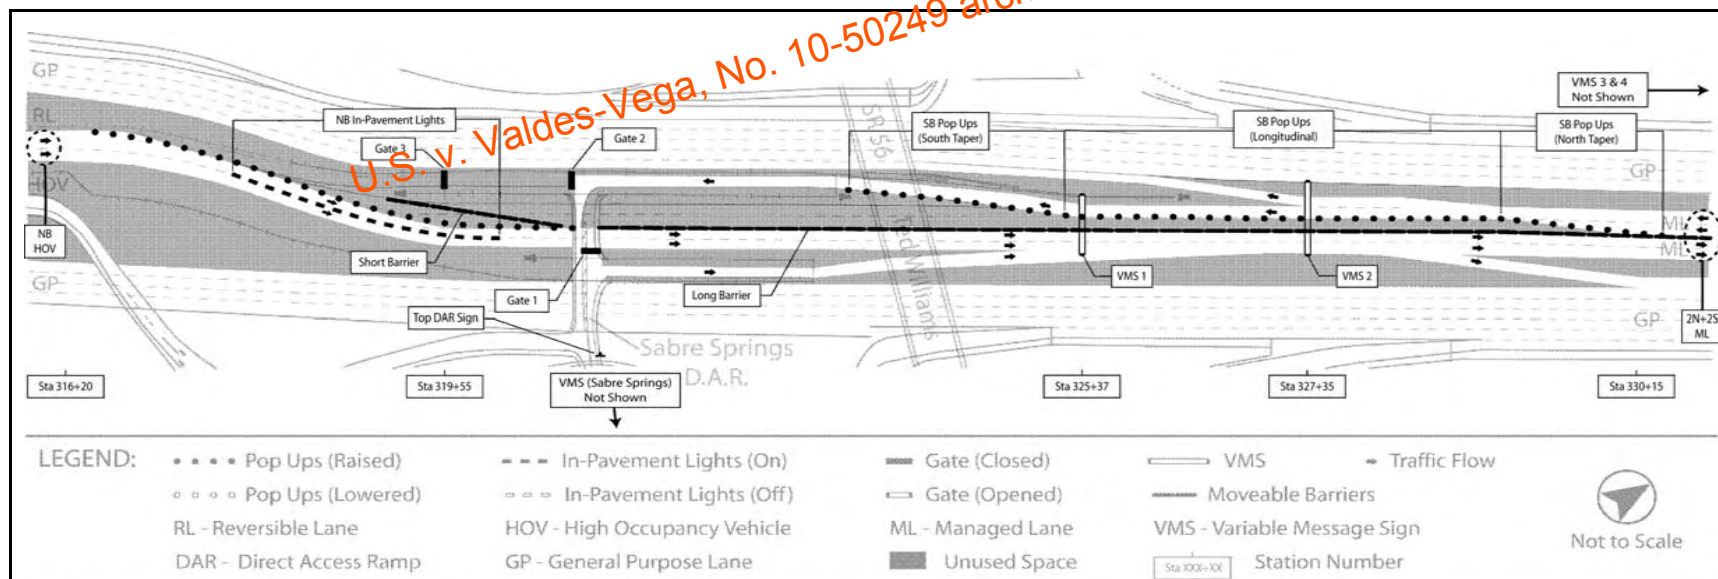 U.S. v. Valdes-Vega, No. 10-50249
GP
VMS 3 & 4
Not Shown
RL
NB In-Pavement Lights
Gate 3
Gate 2
SR 56
SB Pop Ups
(South Taper)
SB Pop Ups
(Longitudinal)
SB Pop Ups
(North Taper)
GP
HOV
NB
HOV
Short Barrier
Gate 1
Long Barrier
Ted Williams
VMS 1
VMS 2
ML
ML
GP
Top DAR Sign
GP
2N+2S
ML
Sabre Springs
D.A.R.
Sta 316+20
Sta 319+55
VMS (Sabre Springs)
Not Shown
Sta 325+37
Sta 327+35
Sta 330+15
LEGEND:
Pop Ups (Raised)
In-Pavement Lights (On)
Gate (Closed)
VMS
Traffic Flow
Pop Ups (Lowered)
In-Pavement Lights (Off)
Gate (Opened)
Moveable Barriers
RL - Reversible Lane
HOV - High Occupancy Vehicle
ML - Managed Lane
VMS - Variable Message Sign
DAR - Direct Access Ramp
GP - General Purpose Lane
Unused Space
Sta XXX+XX
Station Number
Not to Scale